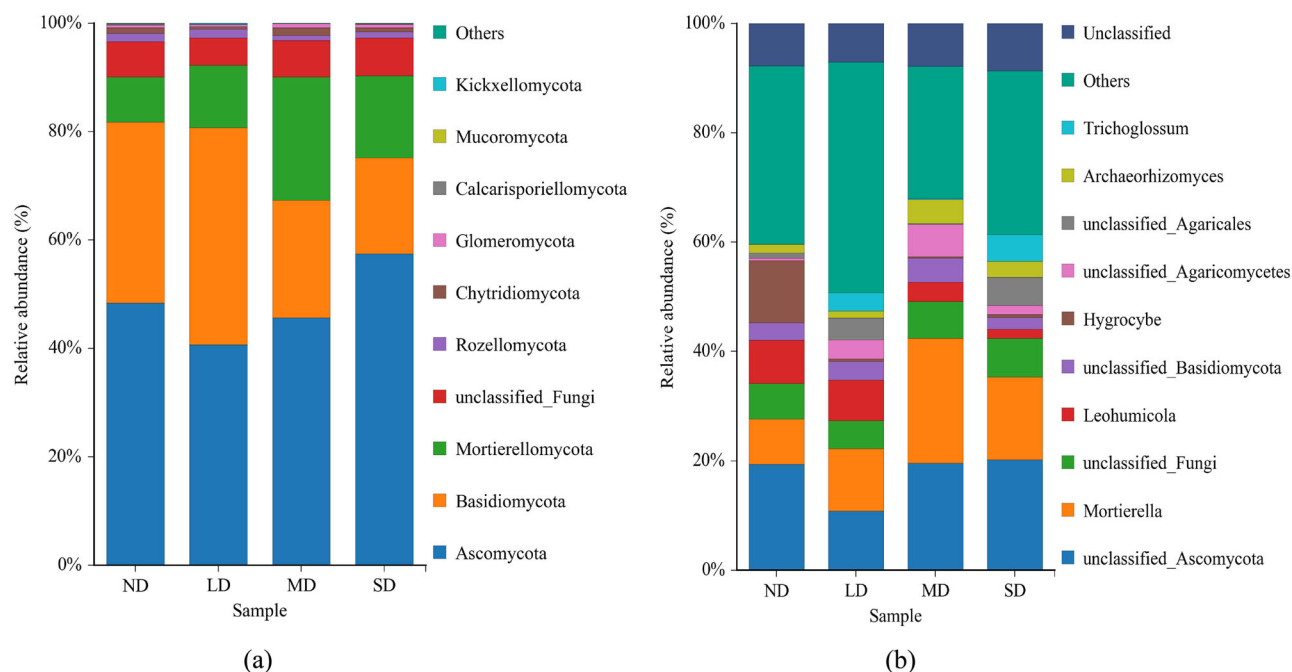 100%
80%
60%
40%
20%
0%
Relative abundance (%)
ND
LD
MD
SD
Sample
Others
Kickxellomycota
Mucoromycota
Calcarisporiellomycota
Glomeromycota
Chytridiomycota
Rozellomycota
unclassified_Fungi
Mortierellomycota
Basidiomycota
Ascomycota
(a)
100%
80%
60%
40%
20%
0%
Relative abundance (%)
ND
LD
MD
SD
Sample
Unclassified
Others
Trichoglossum
Archaeorhizomyces
unclassified_Agaricales
unclassified_Agaricomycetes
Hygrocybe
unclassified_Basidiomycota
Leohumicola
unclassified_Fungi
Mortierella
unclassified_Ascomycota
(b)